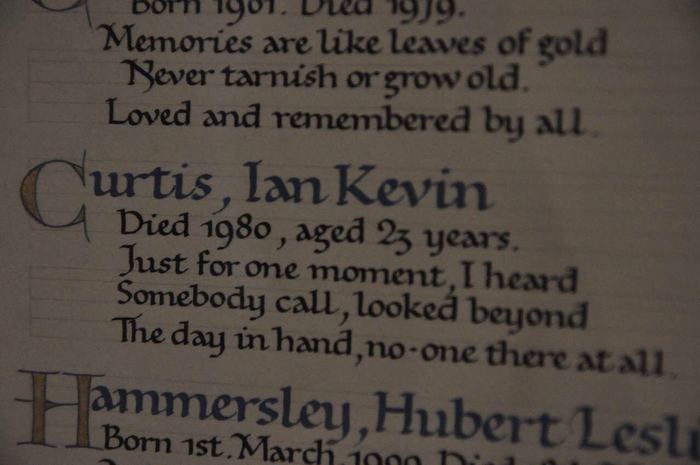 Born 1901. Died 1979.
Memories are like leaves of gold
Never tarnish or grow old.
Loved and remembered by all.
Curtis, Ian Kevin
Died 1980, aged 23 years.
Just for one moment, I heard
Somebody call, looked beyond
The day in hand, no-one there at all.
Hammersley, Hubert Lesli
Born 1st. March, Died